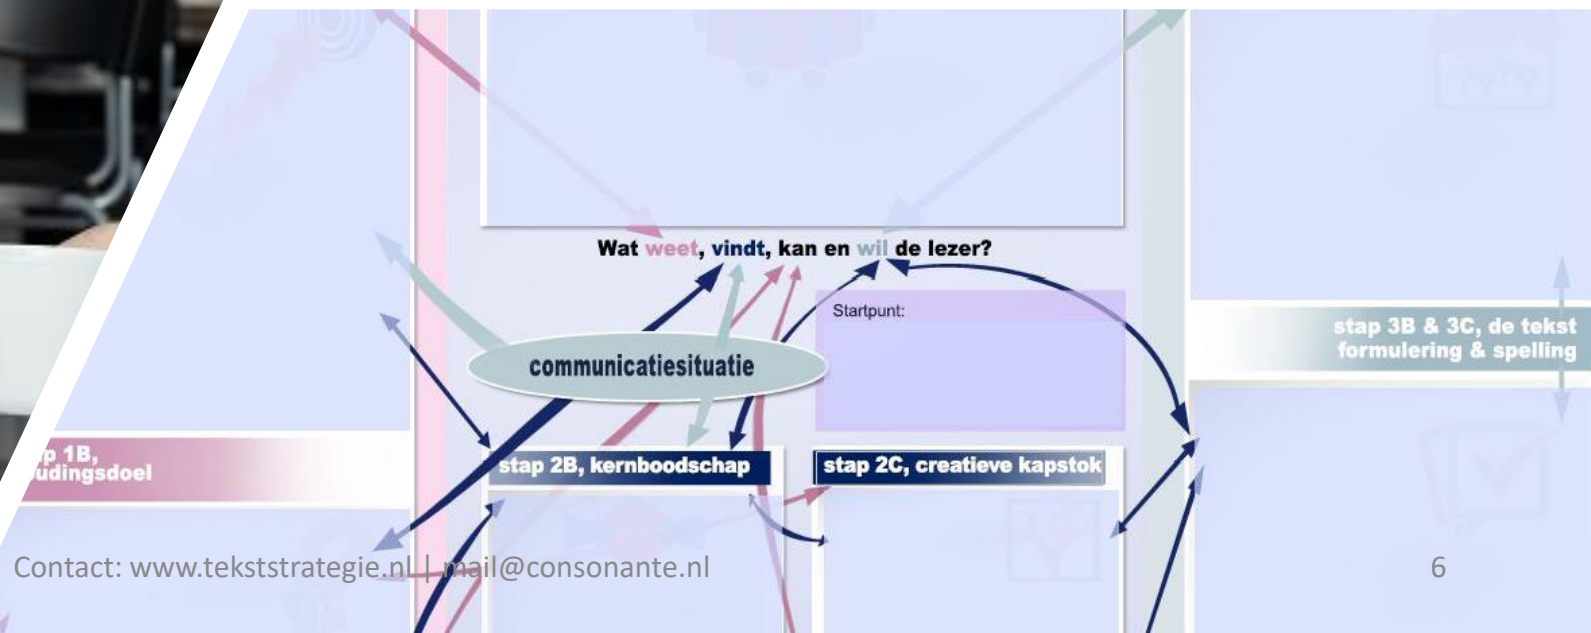 Wat weet, vindt, kan en wil de lezer?
Startpunt:
communicatiesituatie
stap 3B & 3C, de tekst
formulering & spelling
1B,
stap 2B, kernboodschap
stap 2C, creatieve kapstok
Contact: www.tekststrategie.nl | mail@consonante.nl
6